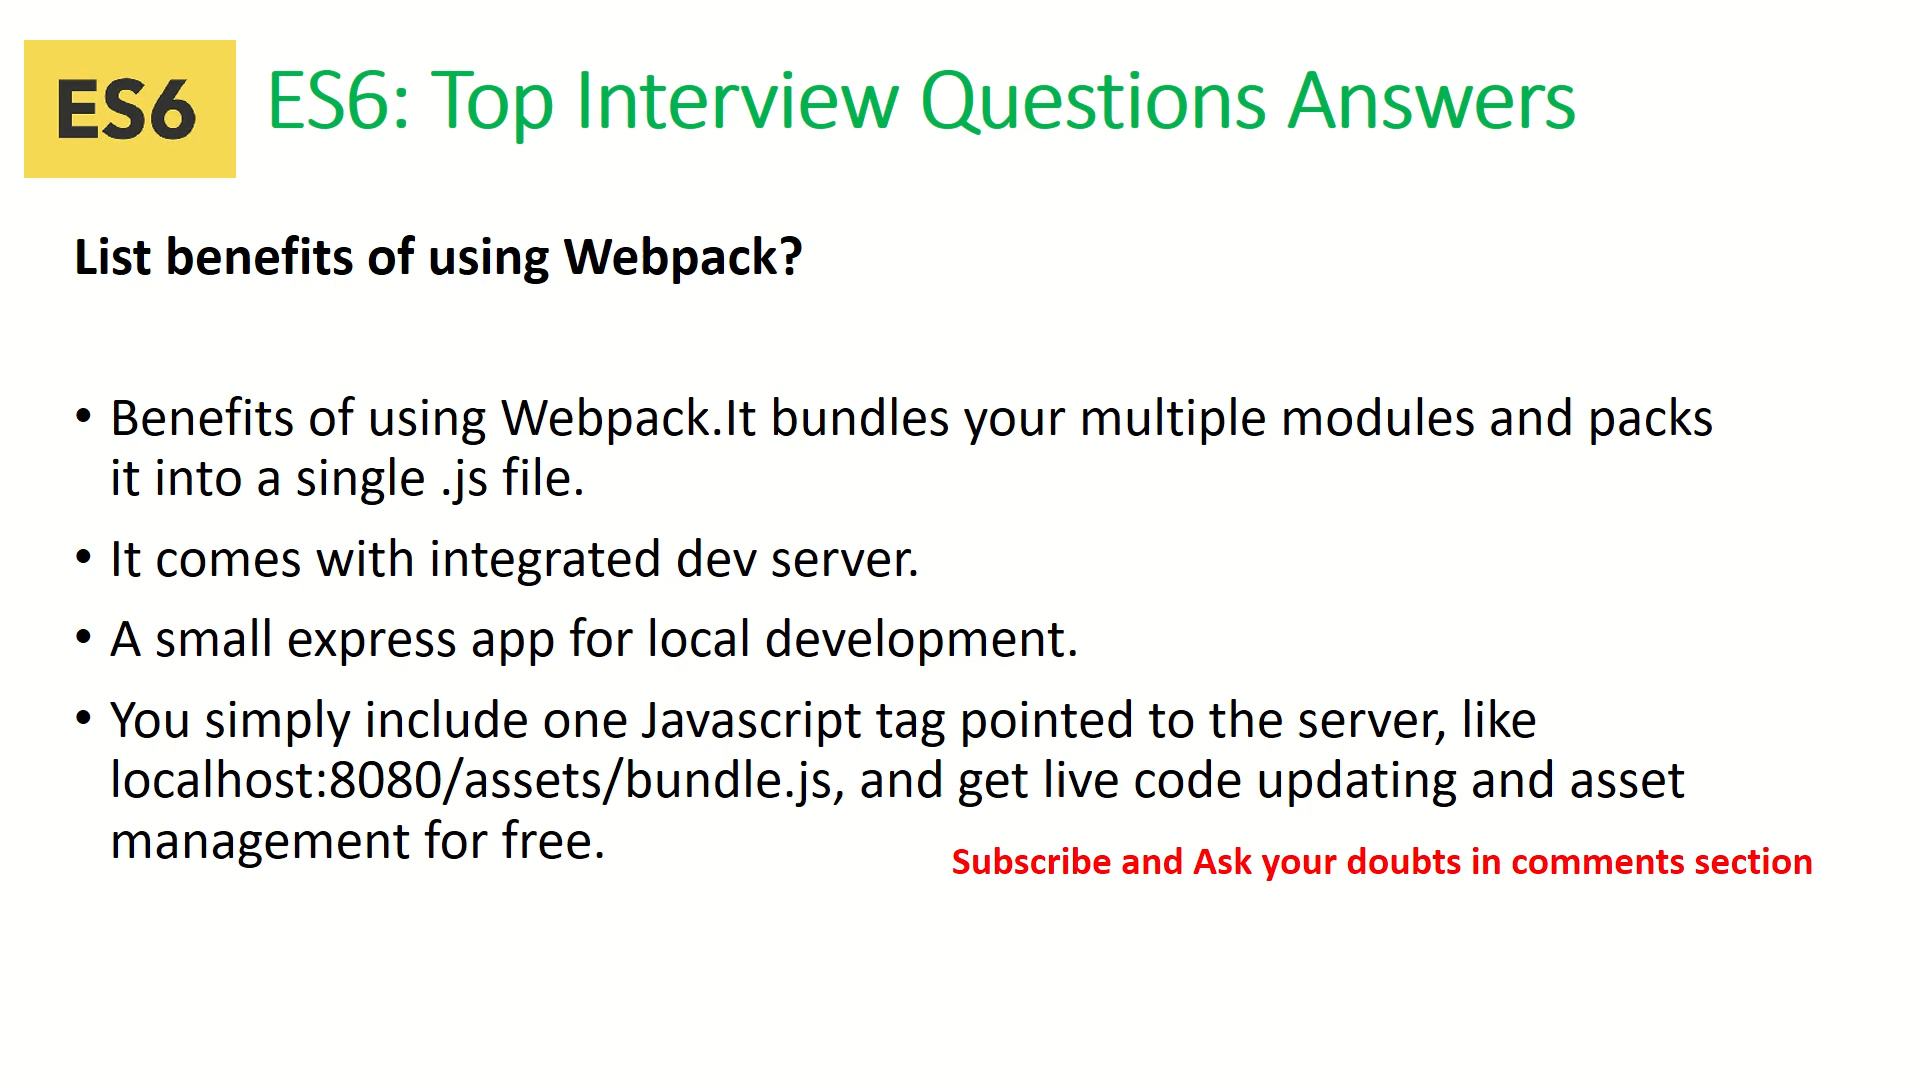 ES6
ES6: Top Interview Questions Answers
List benefits of using Webpack?
• Benefits of using Webpack.It bundles your multiple modules and packs
it into a single .js file.
• It comes with integrated dev server.
• A small express app for local development.
• You simply include one Javascript tag pointed to the server, like
localhost:8080/assets/bundle.js, and get live code updating and asset
management for free.
Subscribe and Ask your doubts in comments section